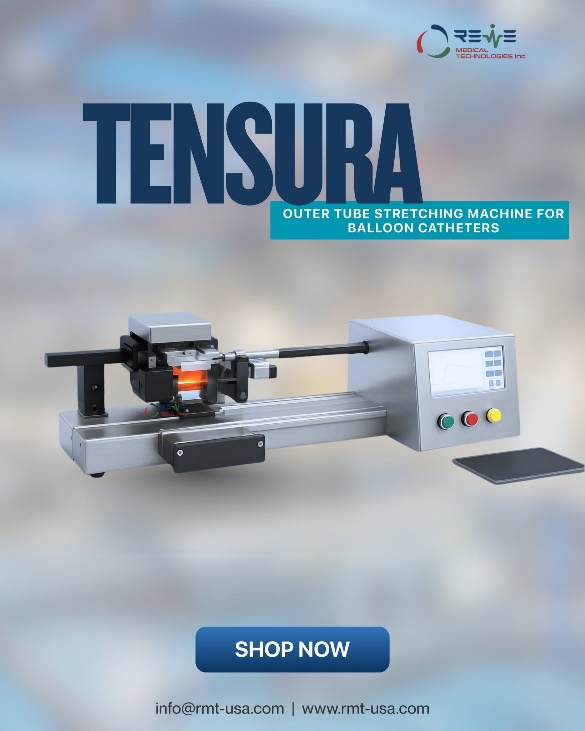 REWE
MEDICAL
TECHNOLOGIES Inc.
TENSURA
OUTER TUBE STRETCHING MACHINE FOR
BALLOON CATHETERS
SHOP NOW
info@rmt-usa.com | www.rmt-usa.com